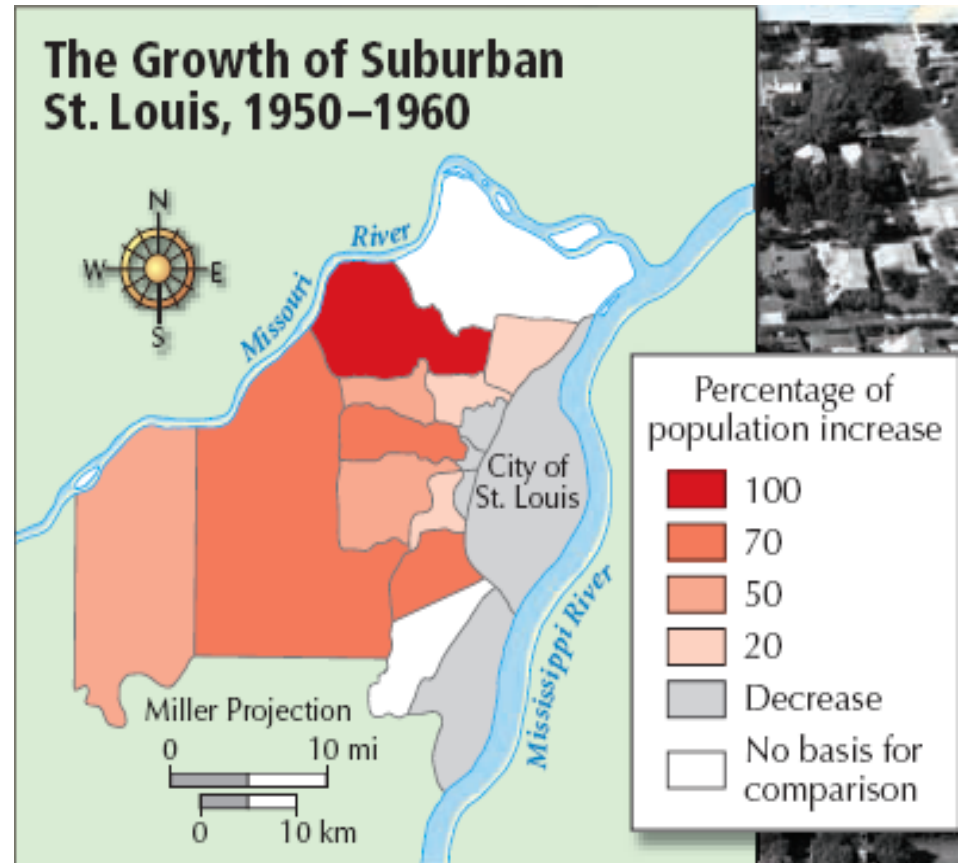 The Growth of Suburban
St. Louis, 1950–1960
N
W
E
S
Missouri
River
City of
St. Louis
Mississippi River
Miller Projection
0
10 mi
0
10 km
Percentage of
population increase
100
70
50
20
Decrease
No basis for
comparison